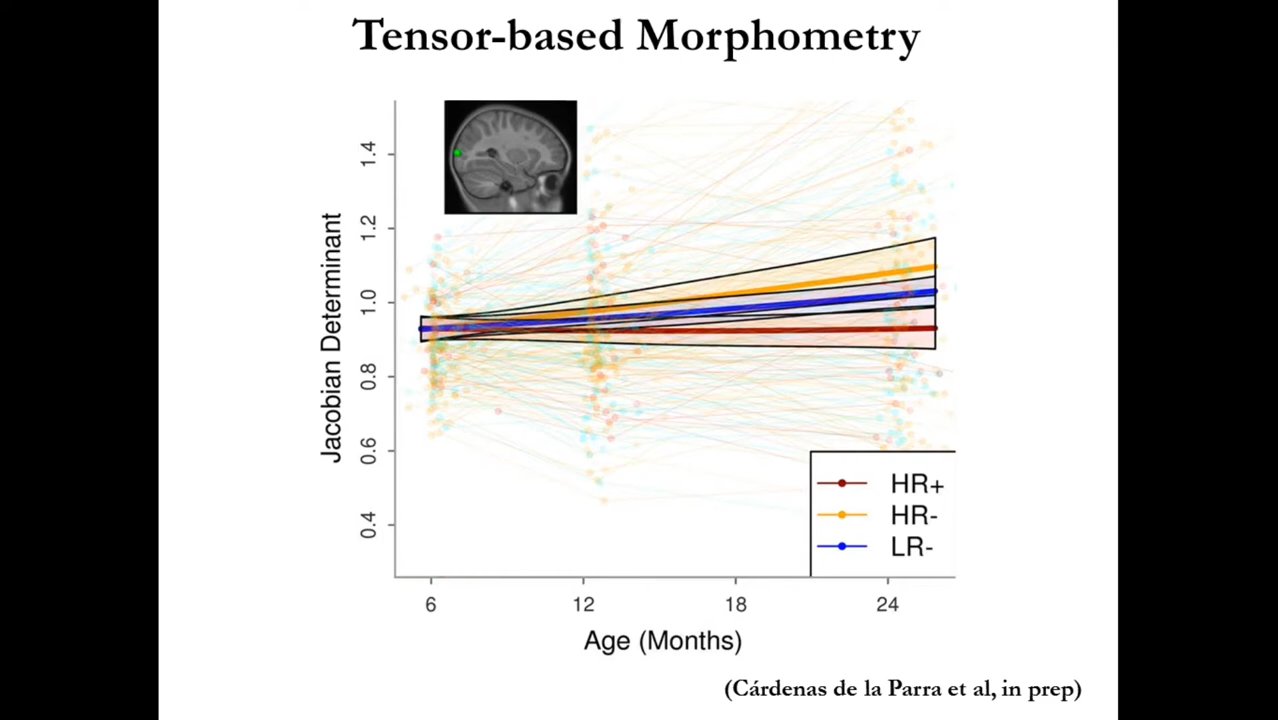 Tensor-based Morphometry
Jacobian Determinant
1.4
1.2
1.0
0.8
0.6
0.4
HR+
HR-
LR-
6 12 18 24
Age (Months)
(Cárdenas de la Parra et al, in prep)